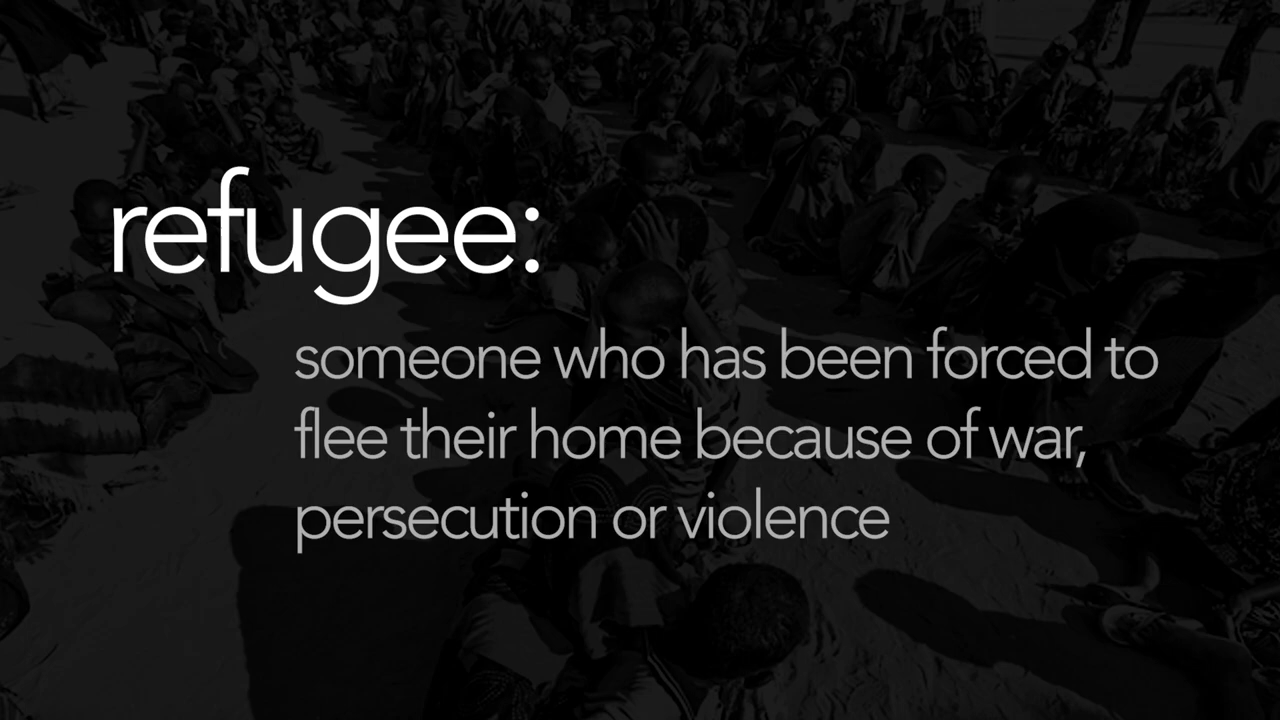 refugee:
someone who has been forced to
flee their home because of war,
persecution or violence